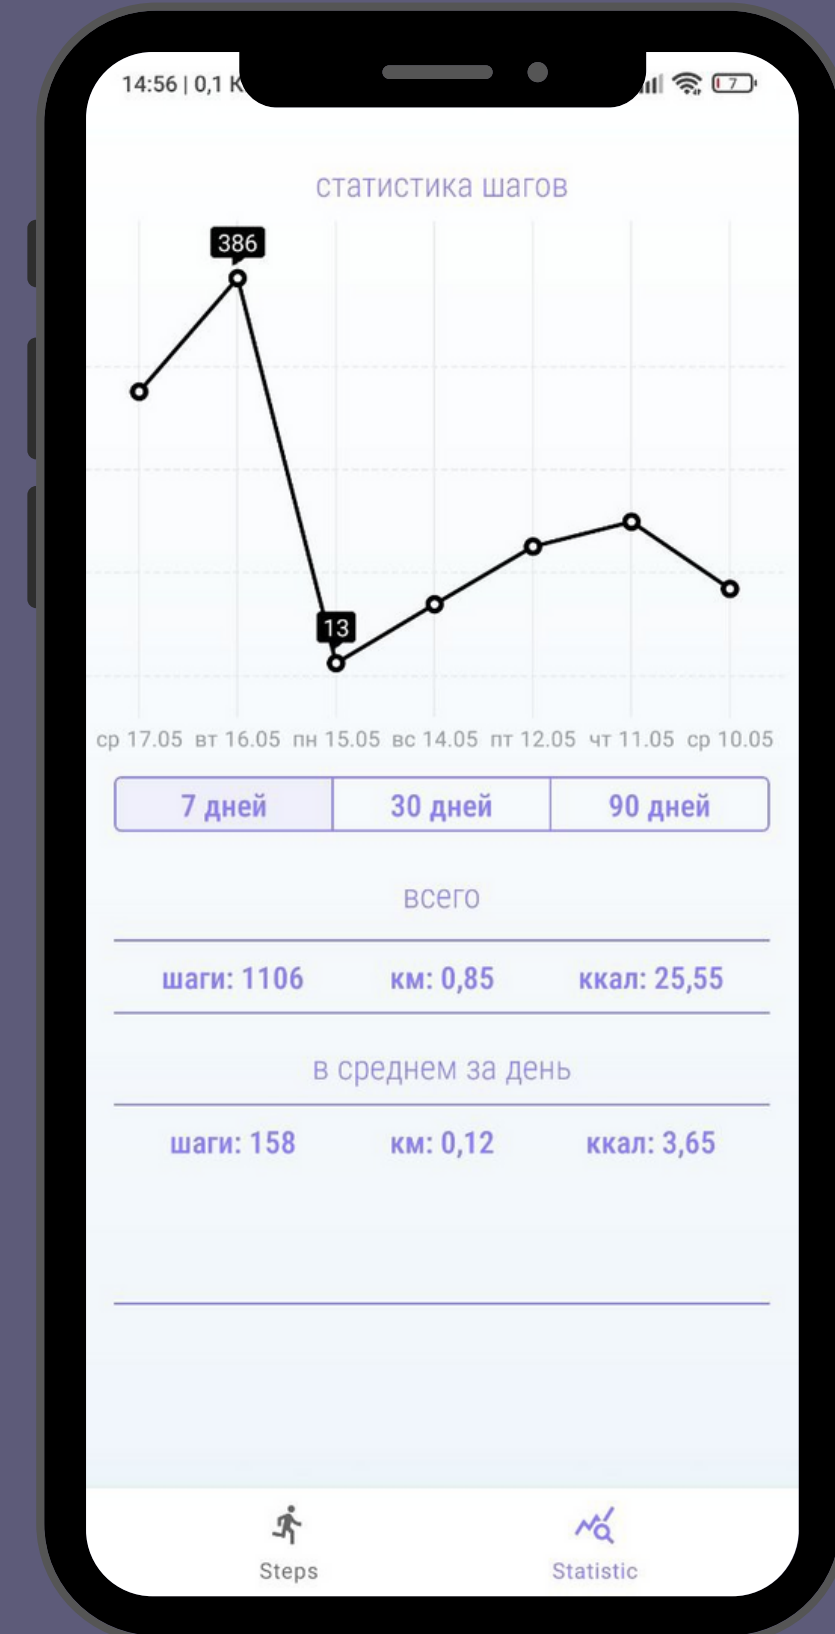 14:56 | 0,1 К
7
статистика шагов
386
13
ср 17.05 вт 16.05 пн 15.05 вс 14.05 пт 12.05 чт 11.05 ср 10.05
7 дней 30 дней 90 дней
всего
шаги: 1106 км: 0,85 ккал: 25,55
в среднем за день
шаги: 158 км: 0,12 ккал: 3,65
Steps Statistic